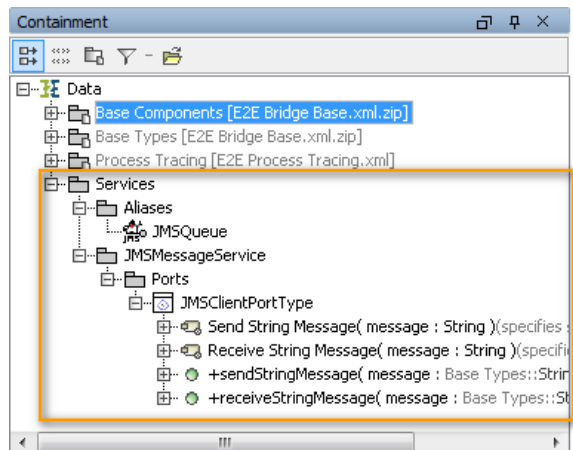 Containment
Data
Base Components [E2E Bridge Base.xml.zip]
Base Types [E2E Bridge Base.xml.zip]
Process Tracing [E2E Process Tracing.xml]
Services
Aliases
JMSQueue
JMSMessageService
Ports
JMSClientPortType
Send String Message( message : String )(specifies
Receive String Message( message : String )(specifi
+sendStringMessage( message : Base Types::Strin
+receiveStringMessage( message : Base Types::St